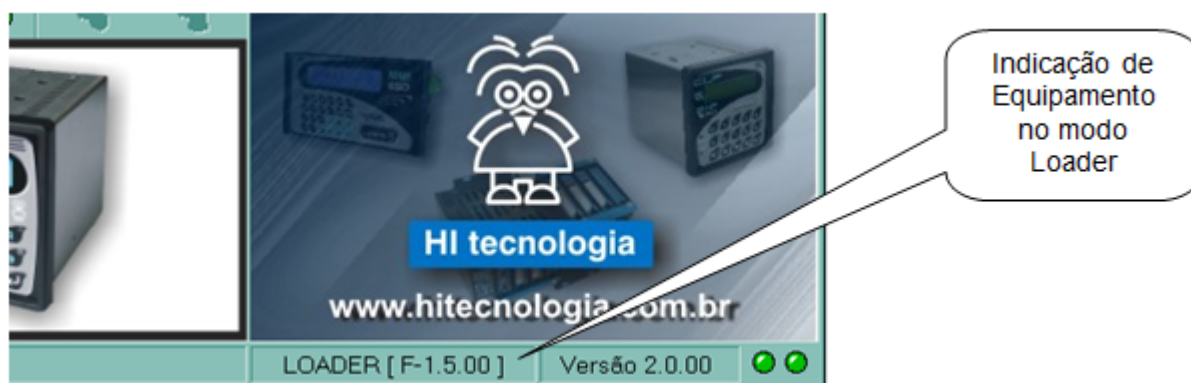 HI tecnologia
www.hitecnologia.com.br
LOADER [ F-1.5.00 ]
Versão 2.0.00
Indicação de
Equipamento
no modo
Loader